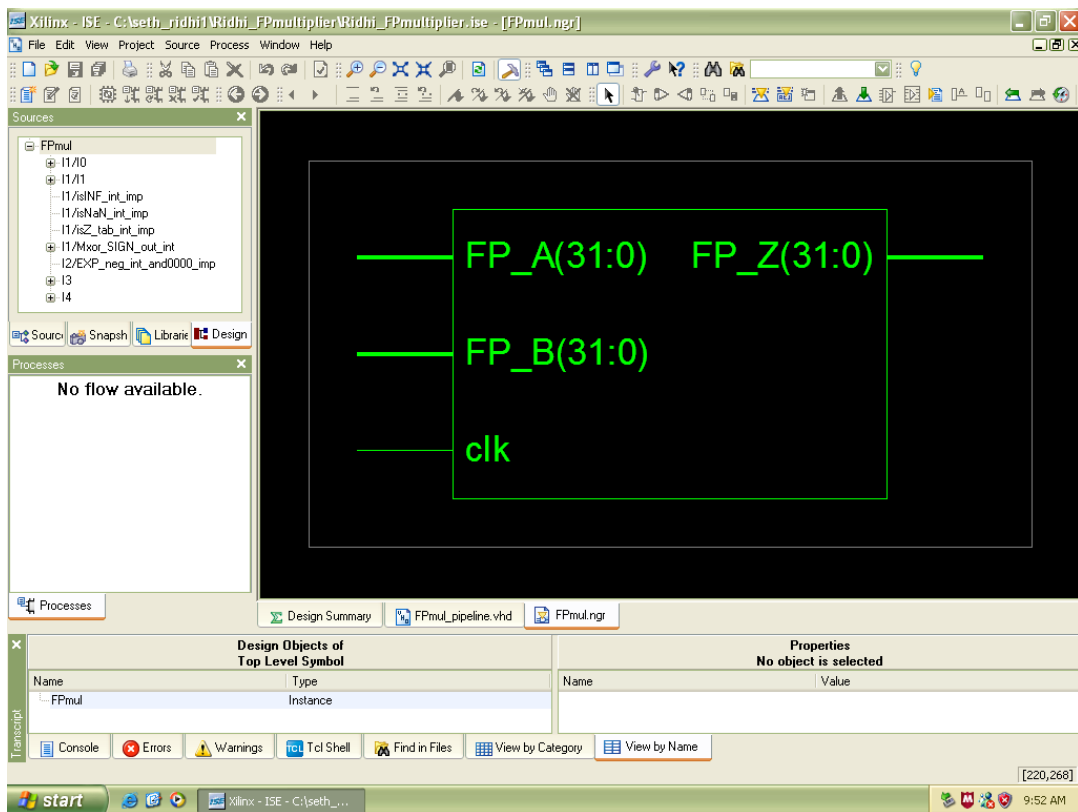 Xilinx - ISE - C:\seth_ridhi1\Ridhi_FPmultiplier\Ridhi_FPmultiplier.ise - [FPmul.ngr]
File Edit View Project Source Process Window Help
Sources
FPmul
I1/I0
I1/I1
I1/isINF_int_imp
I1/isNaN_int_imp
I1/isZ_tab_int_imp
I1/Mxor_SIGN_out_int
I2/EXP_neg_int_and0000_imp
I3
I4
Sourc Snapsh Librarie Design
Processes
No flow available.
Processes
FP_A(31:0) FP_Z(31:0)
FP_B(31:0)
clk
Design Summary FPmul_pipeline.vhd FPmul.ngr
Transcript
Design Objects of
Top Level Symbol
Name Type
FPmul Instance
Properties
No object is selected
Name Value
Console Errors Warnings TCL Tcl Shell Find in Files View by Category View by Name
[220,268]
start ISE Xilinx - ISE - C:\seth_... 9:52 AM